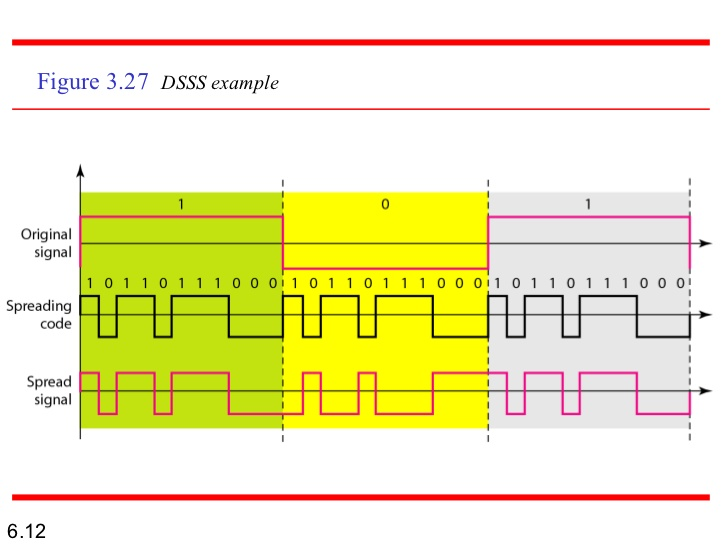 Figure 3.27 DSSS example
1 0 1
Original
signal
1 0 1 1 0 1 1 1 0 0 0 1 0 1 1 0 1 1 1 0 0 0 1 0 1 1 0 1 1 1 0 0 0
Spreading
code
Spread
signal
6.12